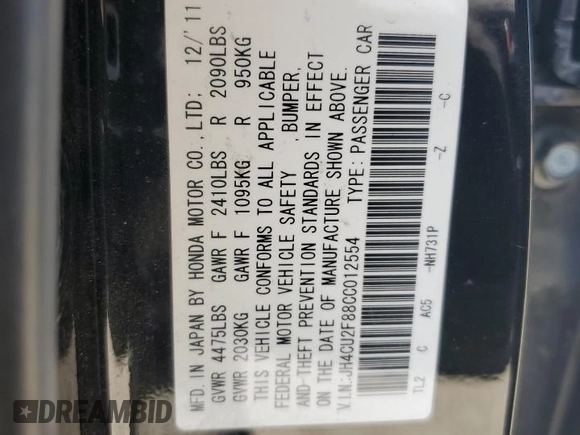 MFD. IN JAPAN BY HONDA MOTOR CO., LTD; 12/'11
GVWR 4475LBS GAWR F 2410LBS R 2090LBS
GVWR 2030KG GAWR F 1095KG R 950KG
THIS VEHICLE CONFORMS TO ALL APPLICABLE
FEDERAL MOTOR VEHICLE SAFETY , BUMPER,
AND THEFT PREVENTION STANDARDS IN EFFECT
ON THE DATE OF MANUFACTURE SHOWN ABOVE.
V.I.N.:JH4CU2F88CC012554 TYPE: PASSENGER CAR
TL2 C AC5 -NH731P -Z -C
DREAMBID